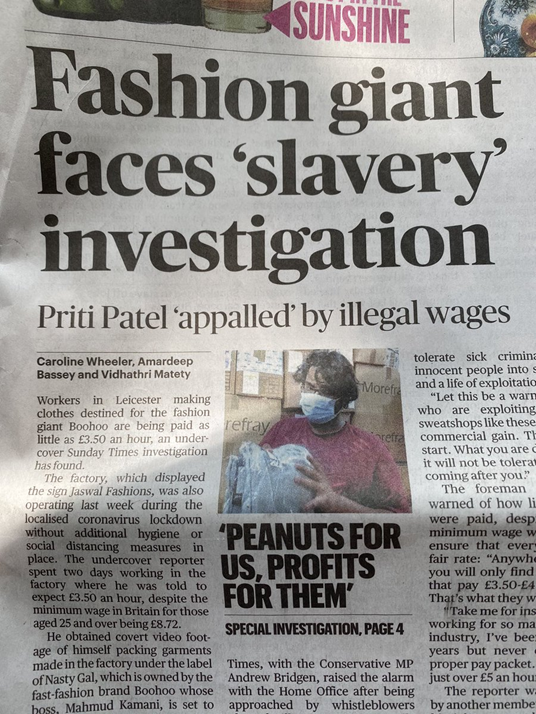 SUNSHINE
Fashion giant
faces ‘slavery’
investigation
Priti Patel ‘appalled’ by illegal wages
Caroline Wheeler, Amardeep
Bassey and Vidhathri Matety
Workers in Leicester making
clothes destined for the fashion
giant Boohoo are being paid as
little as £3.50 an hour, an under-
cover Sunday Times investigation
has found.
The factory, which displayed
the sign Jaswal Fashions, was also
operating last week during the
localised coronavirus lockdown
without additional hygiene or
social distancing measures in
place. The undercover reporter
spent two days working in the
factory where he was told to
expect £3.50 an hour, despite the
minimum wage in Britain for those
aged 25 and over being £8.72.
He obtained covert video foot-
age of himself packing garments
made in the factory under the label
of Nasty Gal, which is owned by the
fast-fashion brand Boohoo whose
boss, Mahmud Kamani, is set to
Morefra
refray
‘PEANUTS FOR
US, PROFITS
FOR THEM’
SPECIAL INVESTIGATION, PAGE 4
Times, with the Conservative MP
Andrew Bridgen, raised the alarm
with the Home Office after being
approached by whistleblowers
tolerate sick crimina
innocent people into s
and a life of exploitatio
“Let this be a warn
who are exploiting
sweatshops like these
commercial gain. Th
start. What you are d
it will not be tolerat
coming after you.”
The foreman
warned of how li
were paid, desp
minimum wage w
ensure that every
fair rate: “Anywhe
you will only find
that pay £3.50-£4
That’s what they w
“Take me for ins
working for so ma
industry, I’ve bee
years but never
proper pay packet.
just over £5 an hou
The reporter wa
by another membe